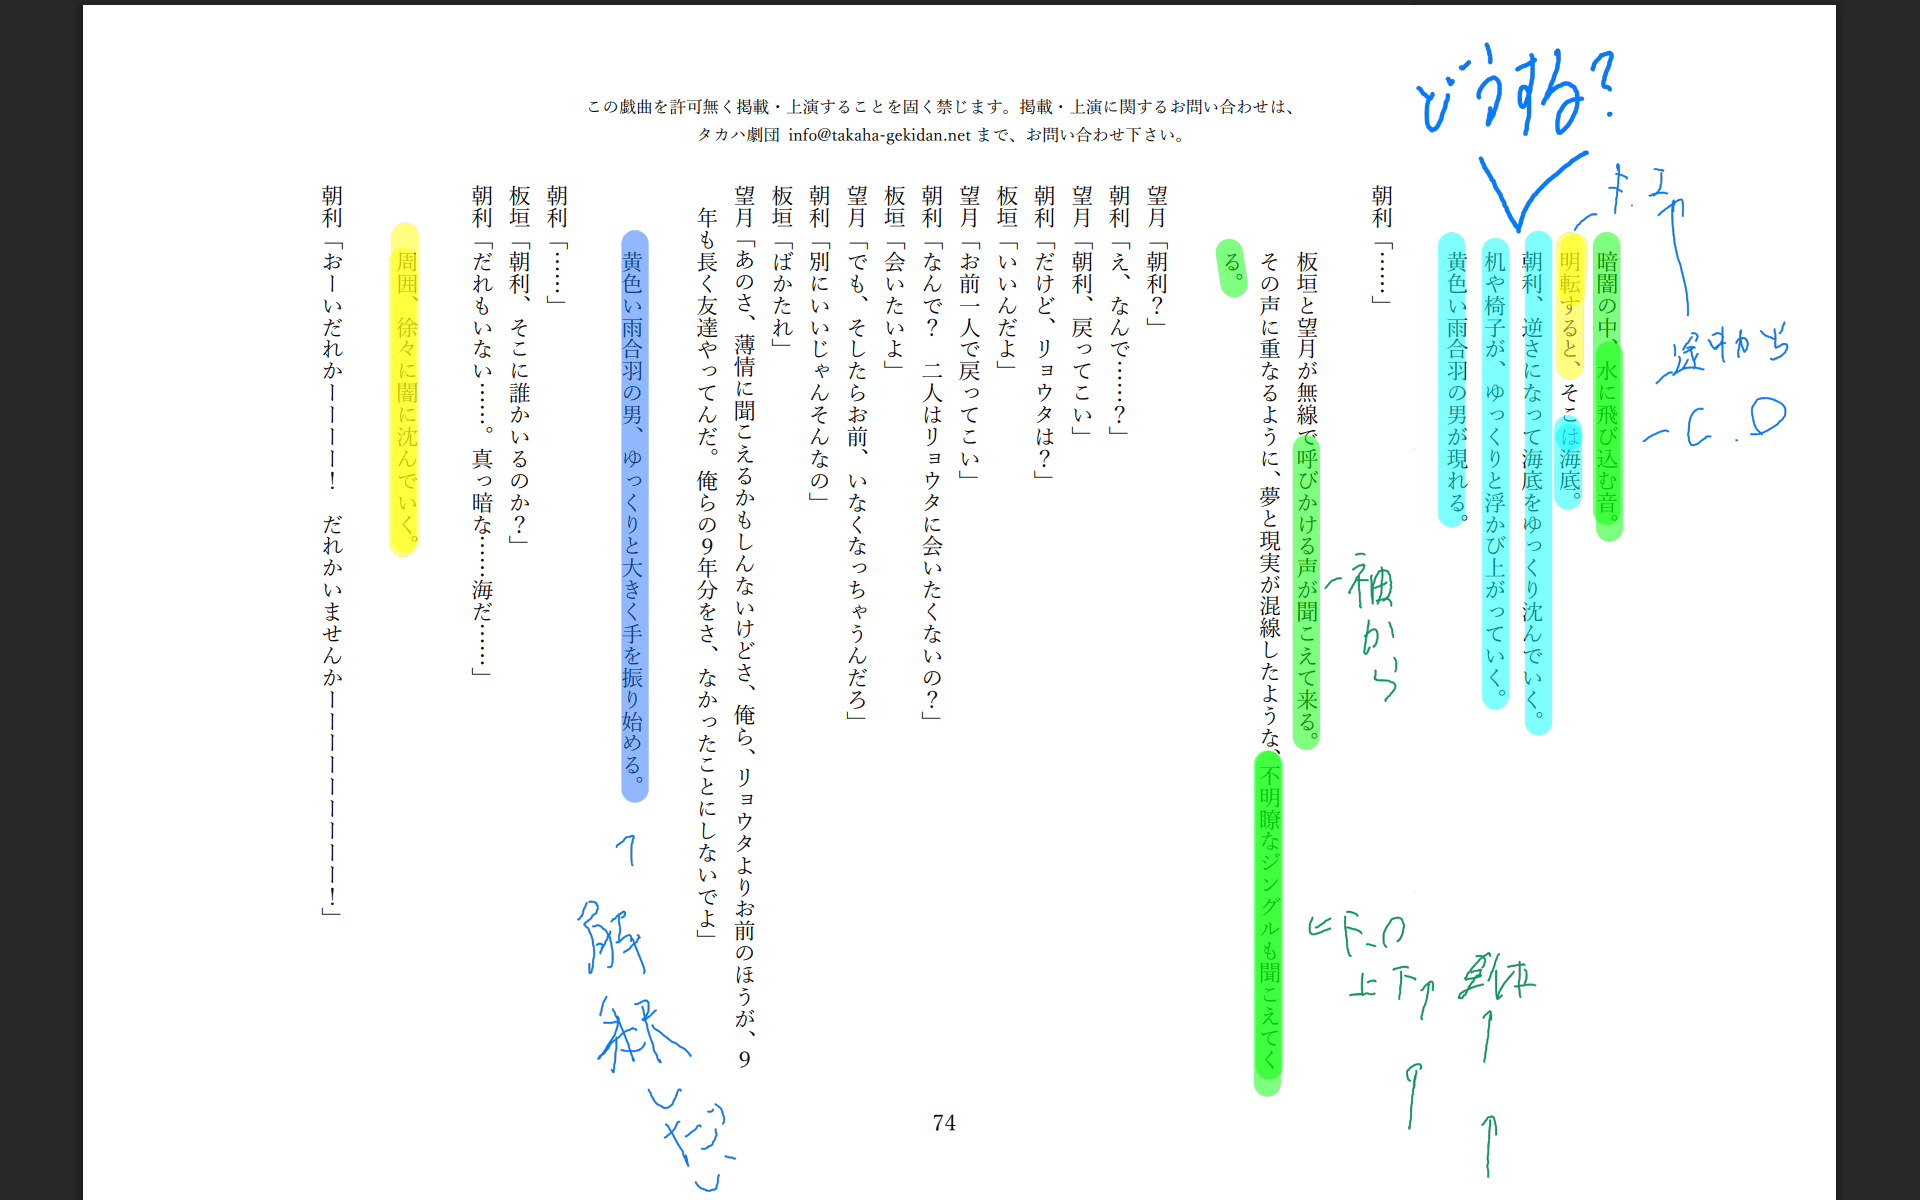 この戯曲を許可無く掲載・上演することを固く禁じます。掲載・上演に関するお問い合わせは、
タカハ劇団 info@takaha-gekidan.net まで、お問い合わせ下さい。
どうする?
途中から
C.O
暗闇の中、水に飛び込む音。
明転すると、そこは海底。
朝利、逆さになって海底をゆっくり沈んでいく。
机や椅子が、ゆっくりと浮かび上がっていく。
黄色い雨合羽の男が現れる。
朝利「……」
袖から
板垣と望月が無線で呼びかける声が聞こえて来る。
その声に重なるように、夢と現実が混線したような、不明瞭なジングルも聞こえてく
る。
上下
望月「朝利?」
朝利「え、なんで……?」
望月「朝利、戻ってこい」
朝利「だけど、リョウタは?」
板垣「いいんだよ」
望月「お前一人で戻ってこい」
朝利「なんで? 二人はリョウタに会いたくないの?」
板垣「会いたいよ」
望月「でも、そしたらお前、いなくなっちゃうんだろ」
朝利「別にいいじゃんそんなの」
板垣「ばかたれ」
望月「あのさ、薄情に聞こえるかもしんないけどさ、俺ら、リョウタよりお前のほうが、9
年も長く友達やってんだ。俺らの9年分をさ、なかったことにしないでよ」
黄色い雨合羽の男、ゆっくりと大きく手を振り始める。
朝利「……」
板垣「朝利、そこに誰かいるのか?」
朝利「だれもいない……。真っ暗な……海だ……」
周囲、徐々に闇に沈んでいく。
朝利「おーいだれかーーーー! だれかいませんかーーーーーーーーー!」
74